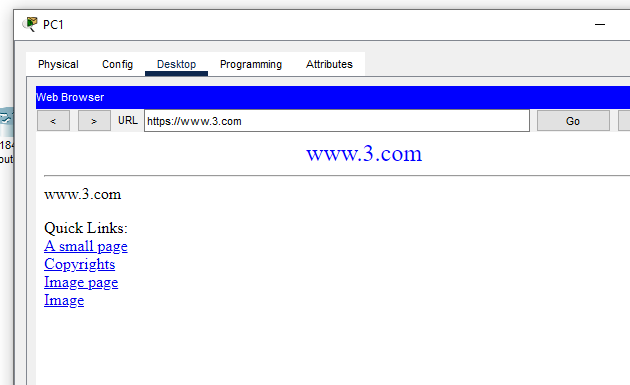 PC1
Physical Config Desktop Programming Attributes
Web Browser
< > URL https://www.3.com Go
www.3.com
www.3.com
Quick Links:
A small page
Copyrights
Image page
Image